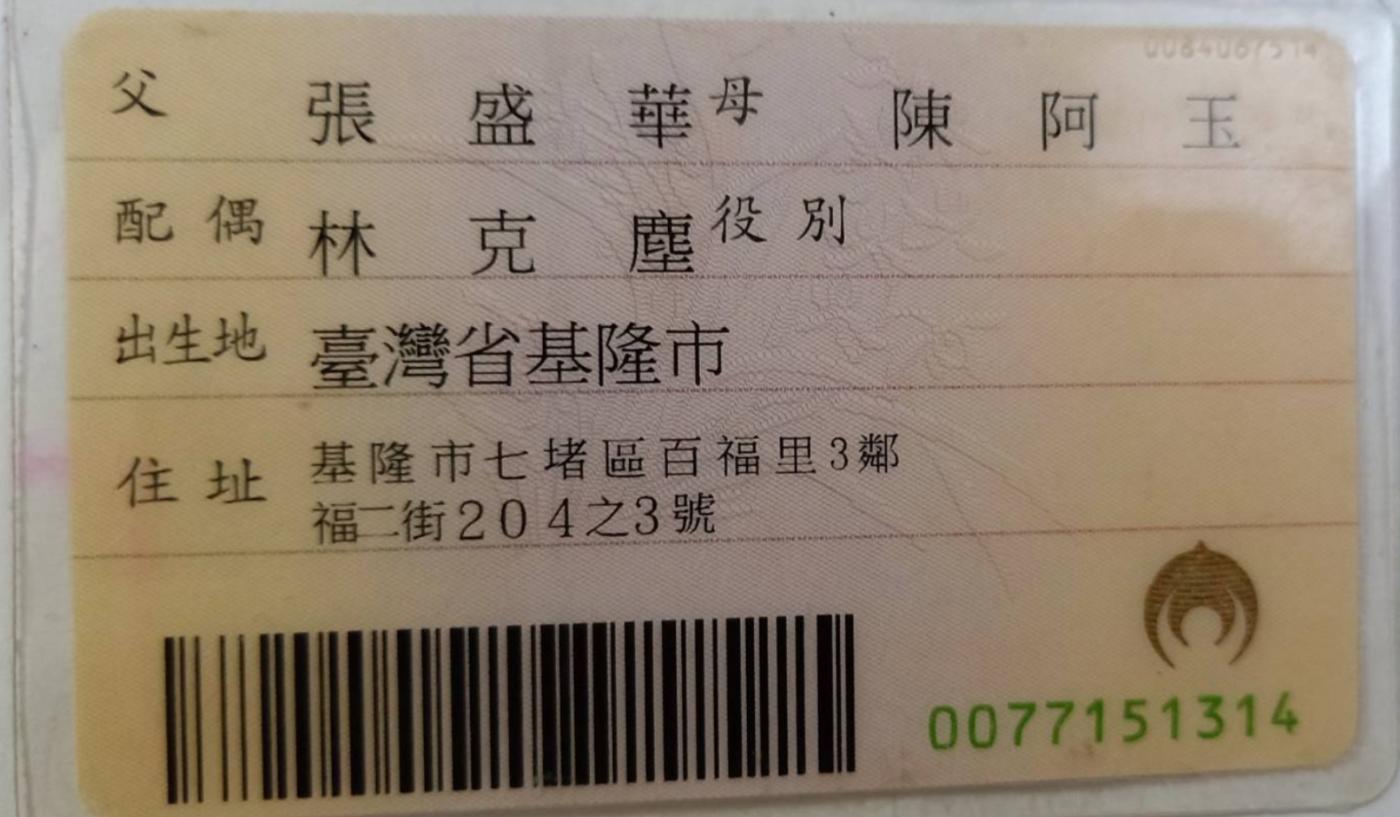 0084067514
父 張盛華 母 陳阿玉
配偶 林克塵 役別
出生地 臺灣省基隆市
住址 基隆市七堵區百福里3鄰
福二街204之3號
0077151314